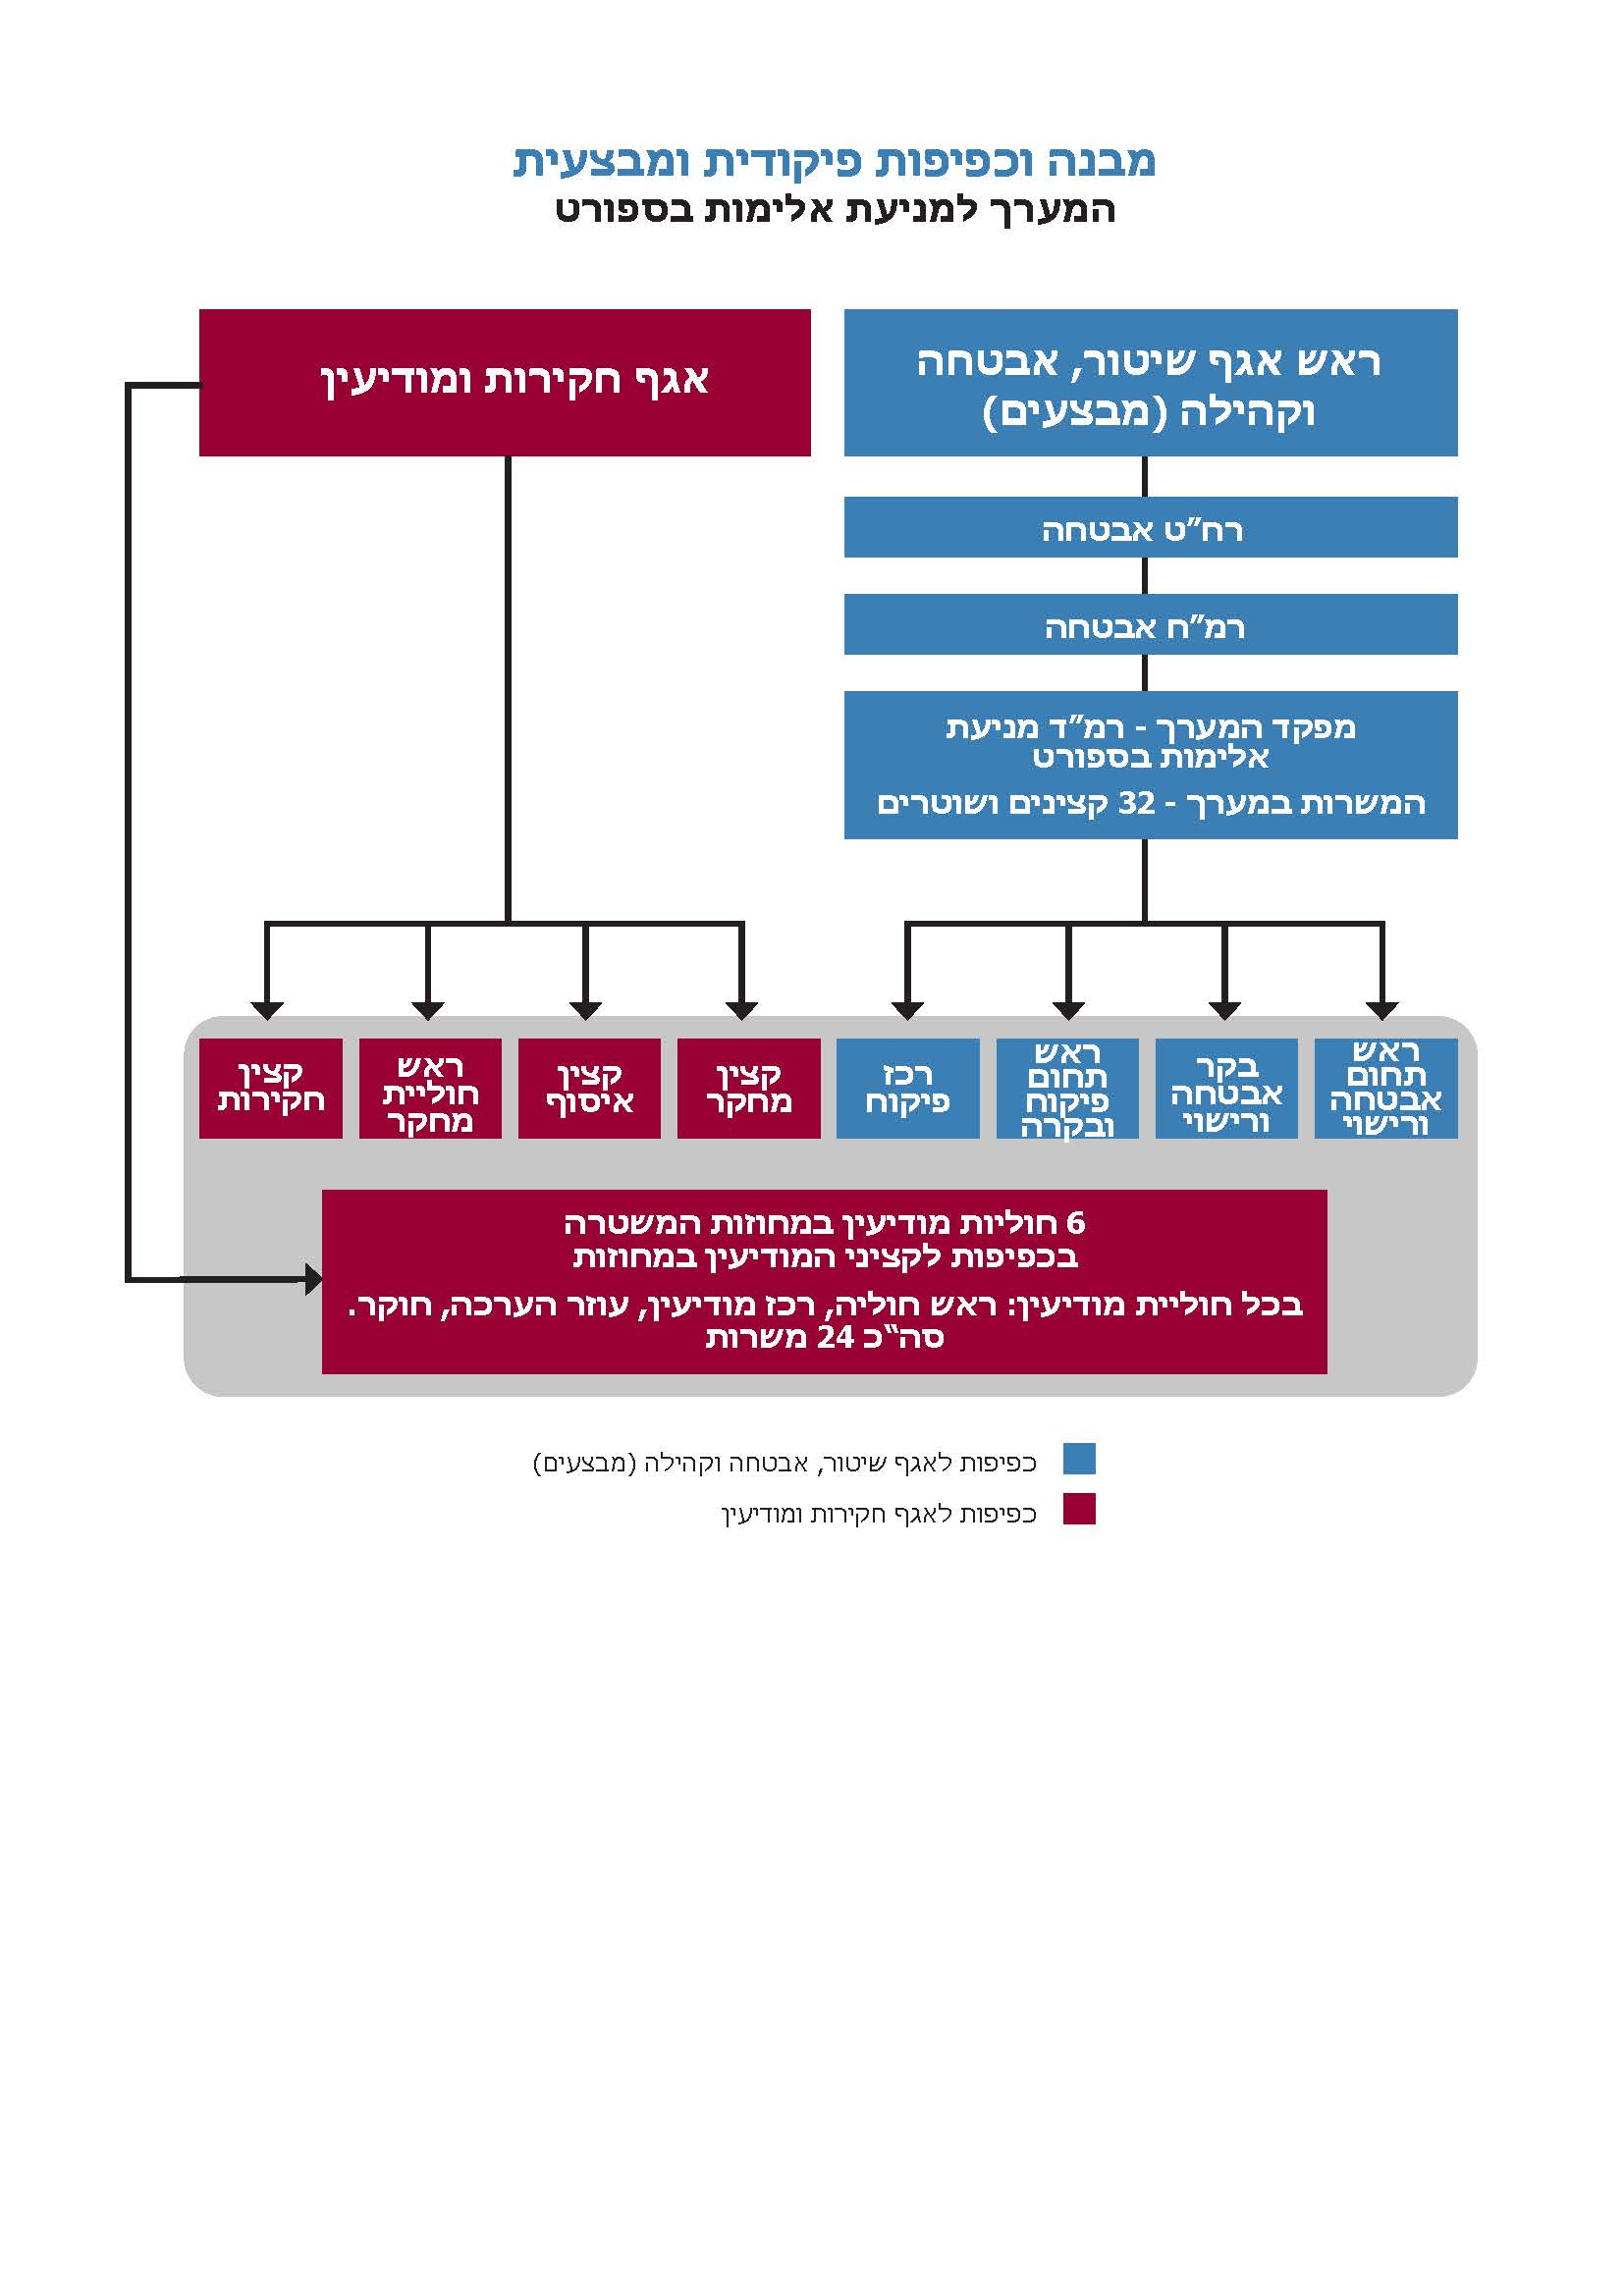 מבנה וכפיפות פיקודית ומבצעית
המערך למניעת אלימות בספורט
ראש אגף שיטור, אבטחה
וקהילה (מבצעים)
אגף חקירות ומודיעין
רח"ט אבטחה
רמ"ח אבטחה
מפקד המערך - רמ"ד מניעת
אלימות בספורט
המשרות במערך - 32 קצינים ושוטרים
ראש
תחום
אבטחה
ורישוי
בקר
אבטחה
ורישוי
ראש
תחום
פיקוח
ובקרה
רכז
פיקוח
קצין
מחקר
קצין
איסוף
ראש
חוליית
מחקר
קצין
חקירות
6 חוליות מודיעין במחוזות המשטרה
בכפיפות לקציני המודיעין במחוזות
בכל חוליית מודיעין: ראש חוליה, רכז מודיעין, עוזר הערכה, חוקר.
סה"כ 24 משרות
כפיפות לאגף שיטור, אבטחה וקהילה (מבצעים)
כפיפות לאגף חקירות ומודיעין